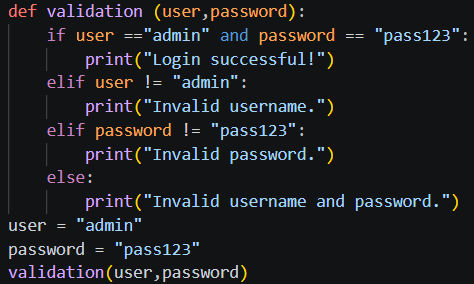 def validation (user,password):
    if user =="admin" and password == "pass123":
        print("Login successful!")
    elif user != "admin":
        print("Invalid username.")
    elif password != "pass123":
        print("Invalid password.")
    else:
        print("Invalid username and password.")
user = "admin"
password = "pass123"
validation(user,password)